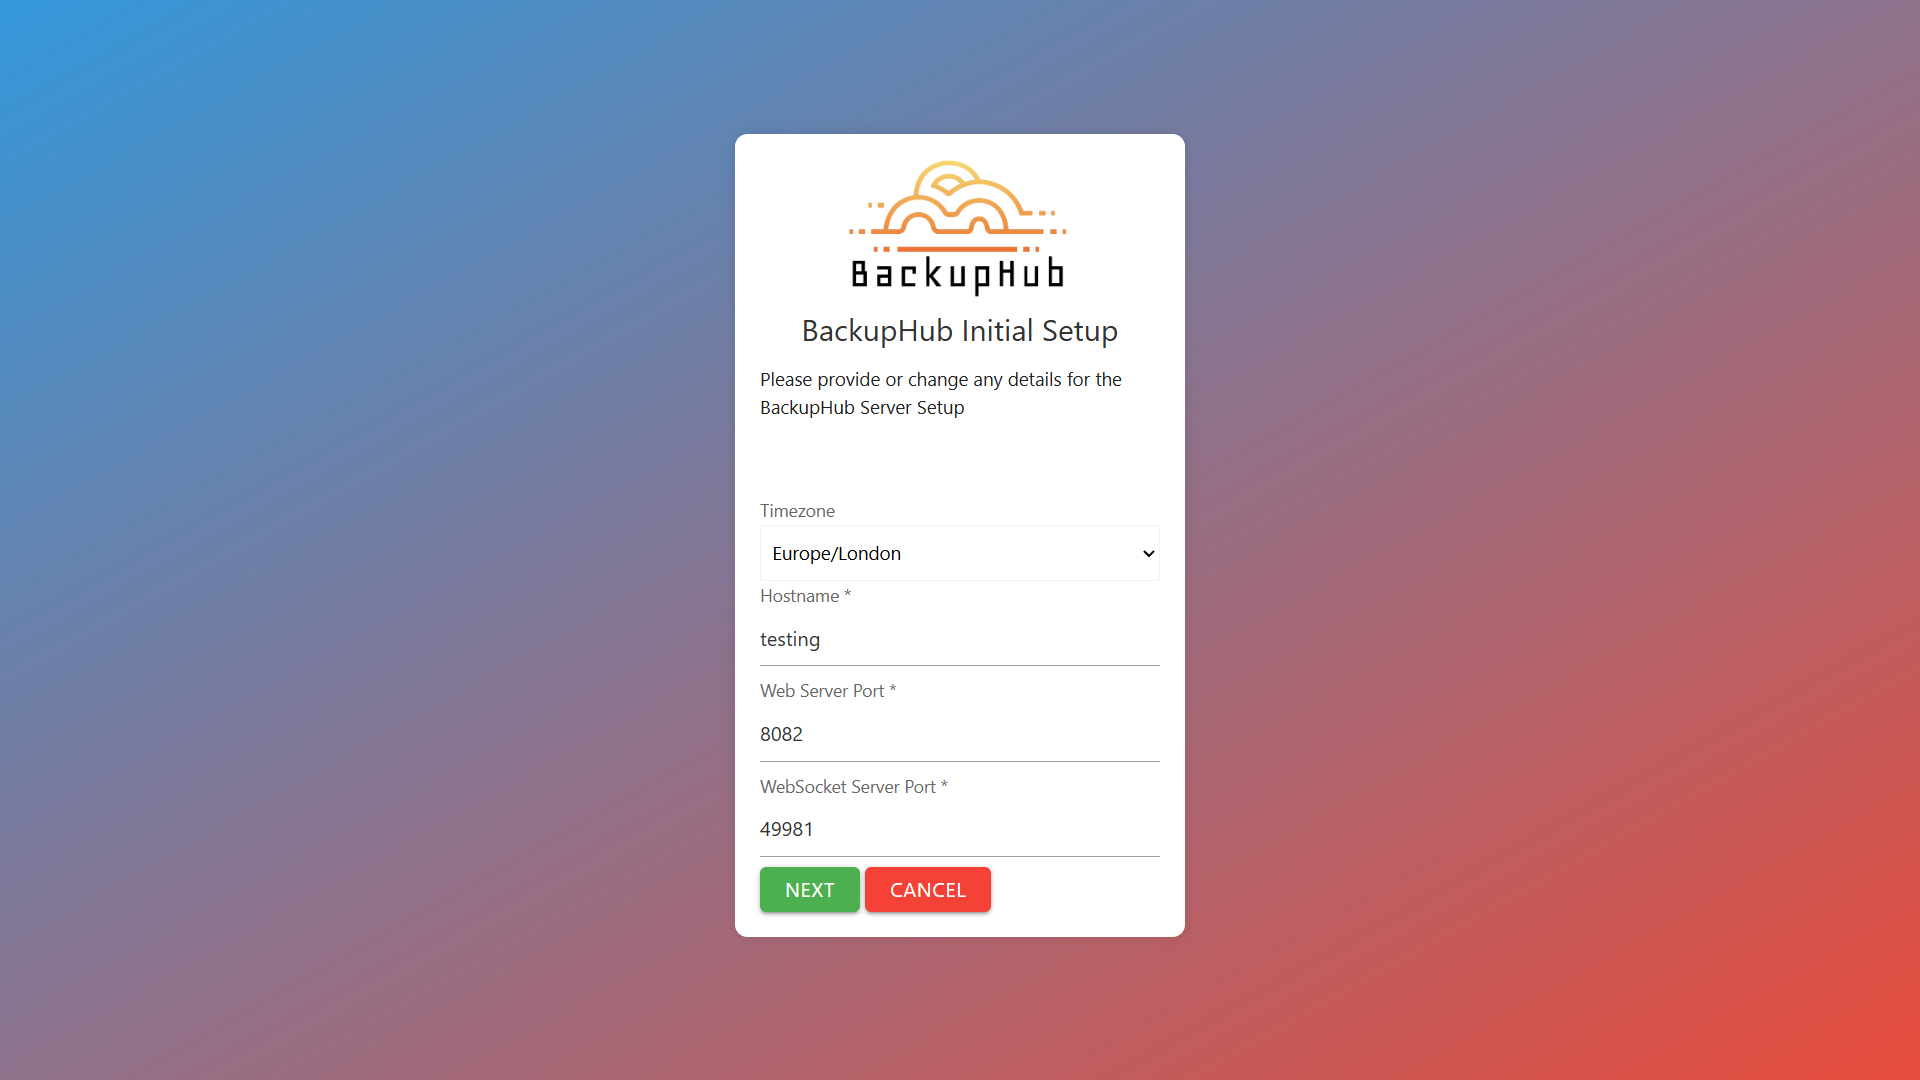 BackupHub
BackupHub Initial Setup
Please provide or change any details for the
BackupHub Server Setup
Timezone
Europe/London
Hostname *
testing
Web Server Port *
8082
WebSocket Server Port *
49981
NEXT CANCEL